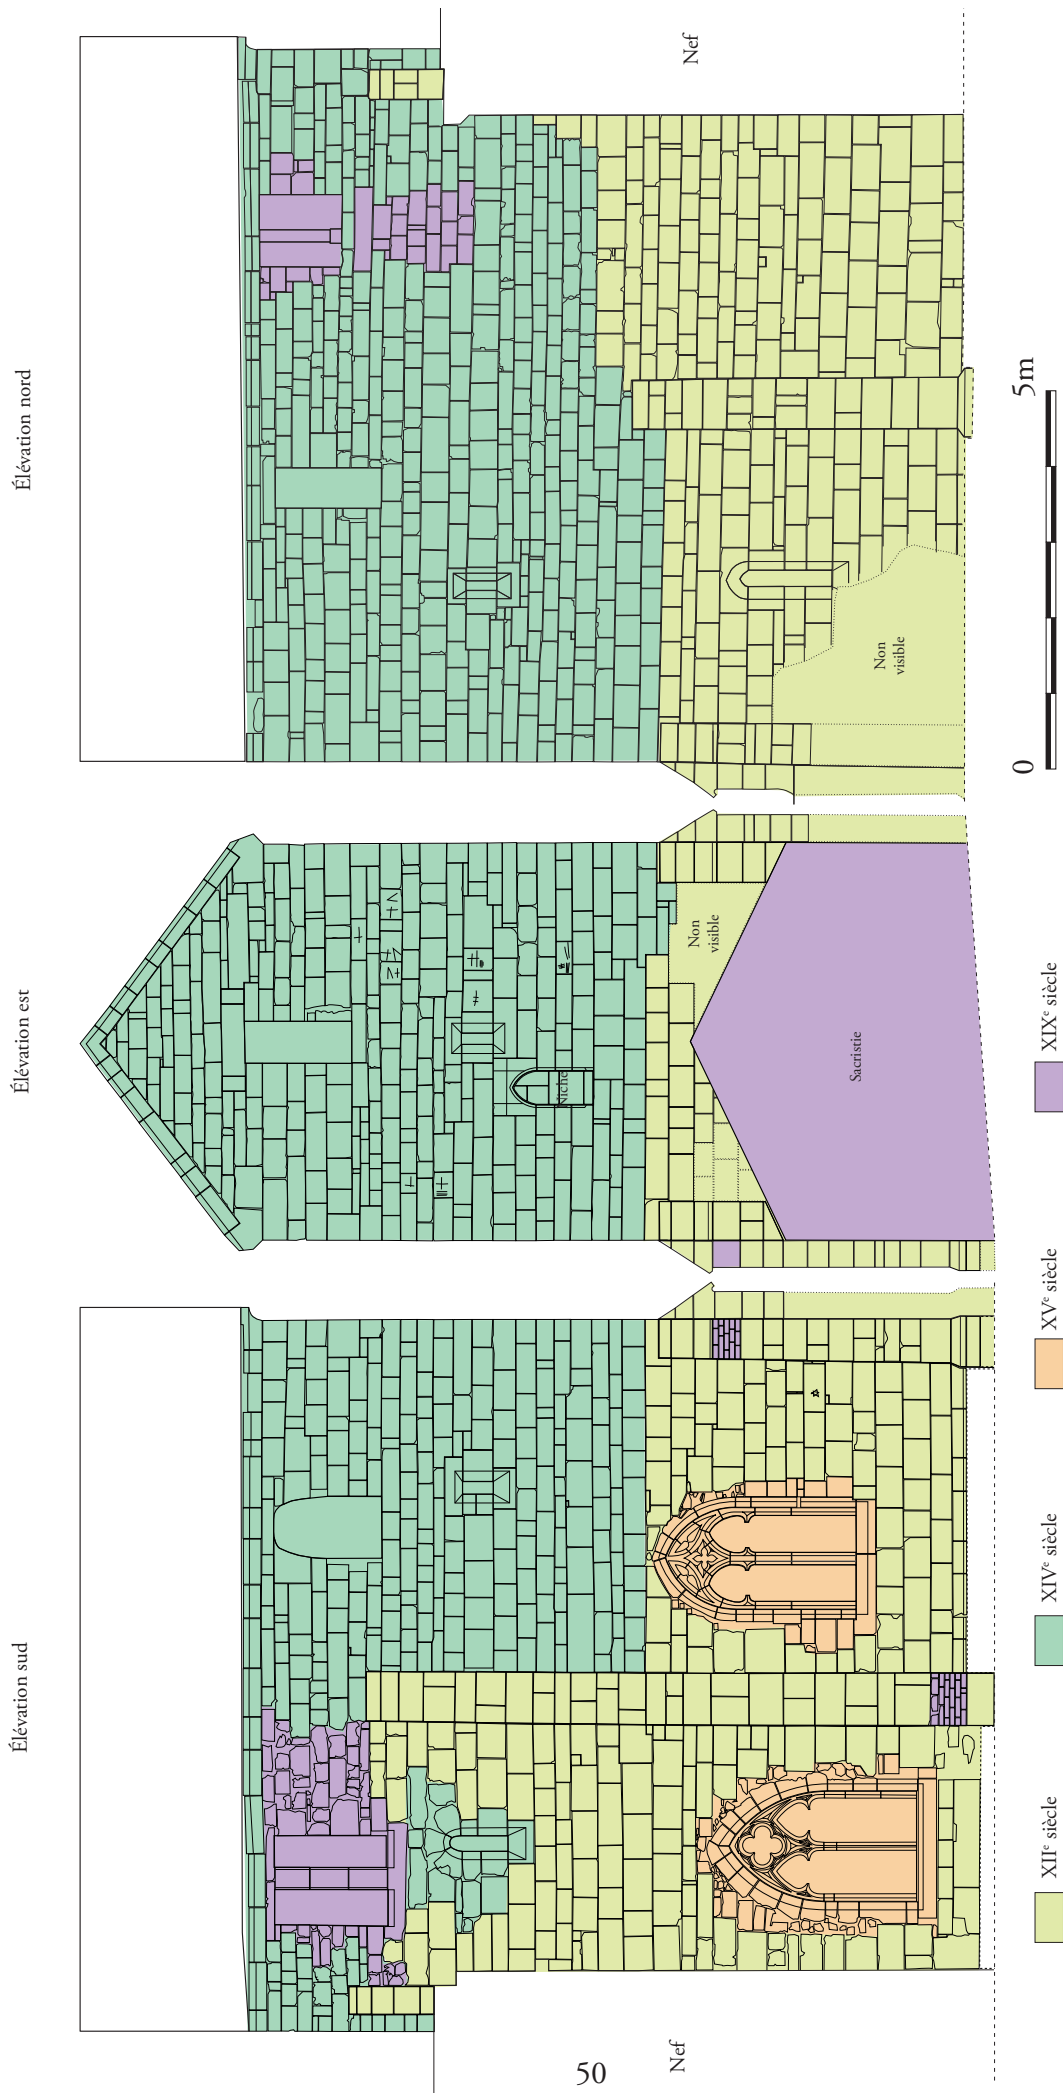 Élévation sud
Élévation est
Élévation nord
Nef
Niche
Non
visible
Sacristie
Non
visible
Nef
0
5m
XIIe siècle
XIVe siècle
XVe siècle
XIXe siècle
50